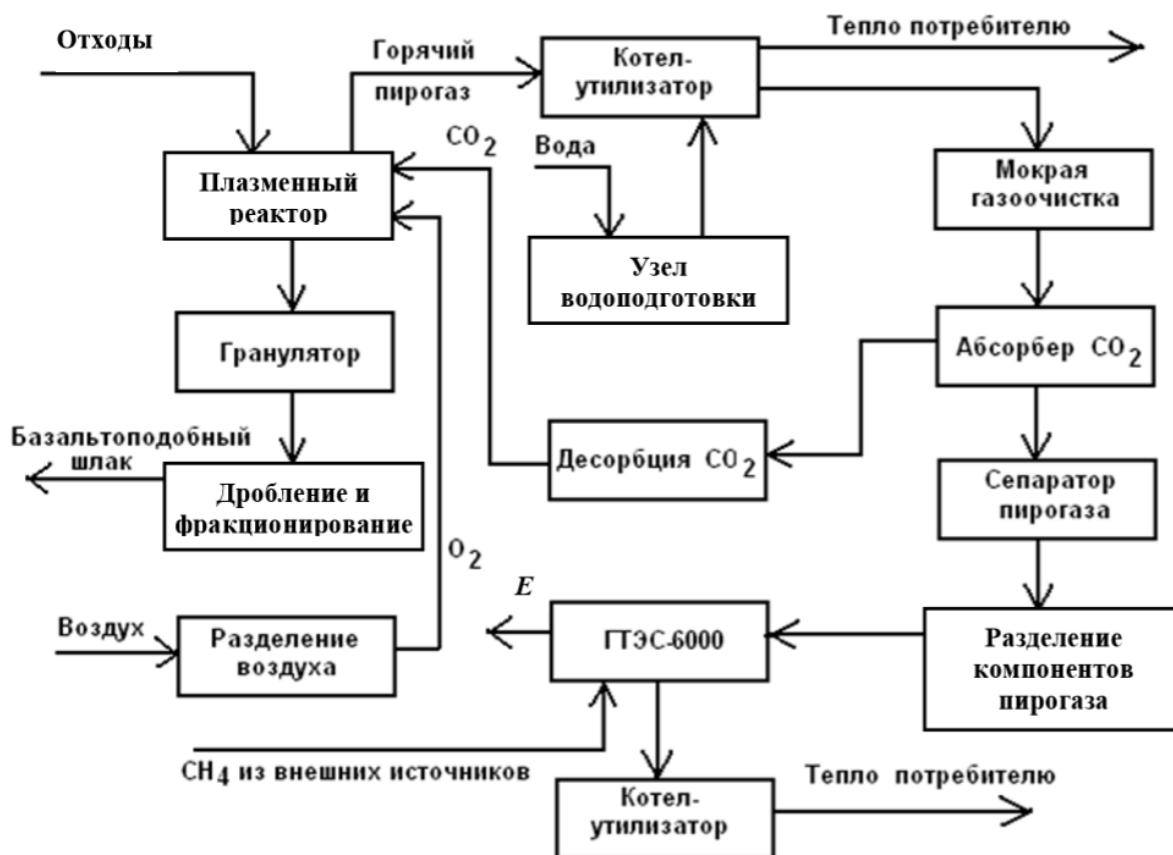 Отходы
Горячий
пирогаз
Котел-
утилизатор
Тепло потребителю
CO2
Вода
Плазменный
реактор
Мокрая
газоочистка
Узел
водоподготовки
Гранулятор
Абсорбер CO2
Базальтоподобный
шлак
Десорбция CO2
Дробление и
фракционирование
Сепаратор
пирогаза
O2
E
Воздух
Разделение
воздуха
ГТЭС-6000
Разделение
компонентов
пирогаза
CH4 из внешних источников
Котел-
утилизатор
Тепло потребителю